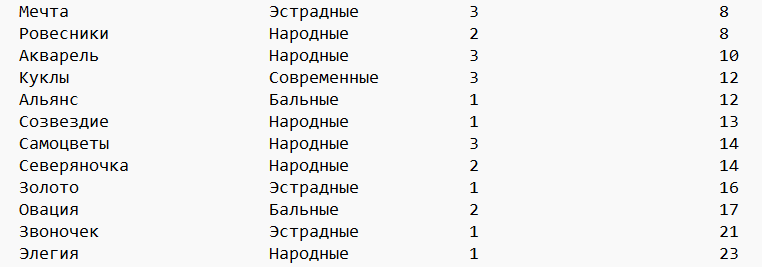 Мечта Эстрадные 3 8
Ровесники Народные 2 8
Акварель Народные 3 10
Куклы Современные 3 12
Альянс Бальные 1 12
Созвездие Народные 1 13
Самоцветы Народные 3 14
Северяночка Народные 2 14
Золото Эстрадные 1 16
Овация Бальные 2 17
Звоночек Эстрадные 1 21
Элегия Народные 1 23